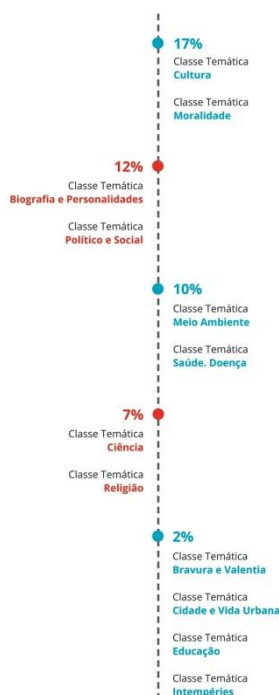 17%
Classe Temática
Cultura
Classe Temática
Moralidade
12%
Classe Temática
Biografia e Personalidades
Classe Temática
Político e Social
10%
Classe Temática
Meio Ambiente
Classe Temática
Saúde. Doença
7%
Classe Temática
Ciência
Classe Temática
Religião
2%
Classe Temática
Bravura e Valentia
Classe Temática
Cidade e Vida Urbana
Classe Temática
Educação
Classe Temática
Intempéries